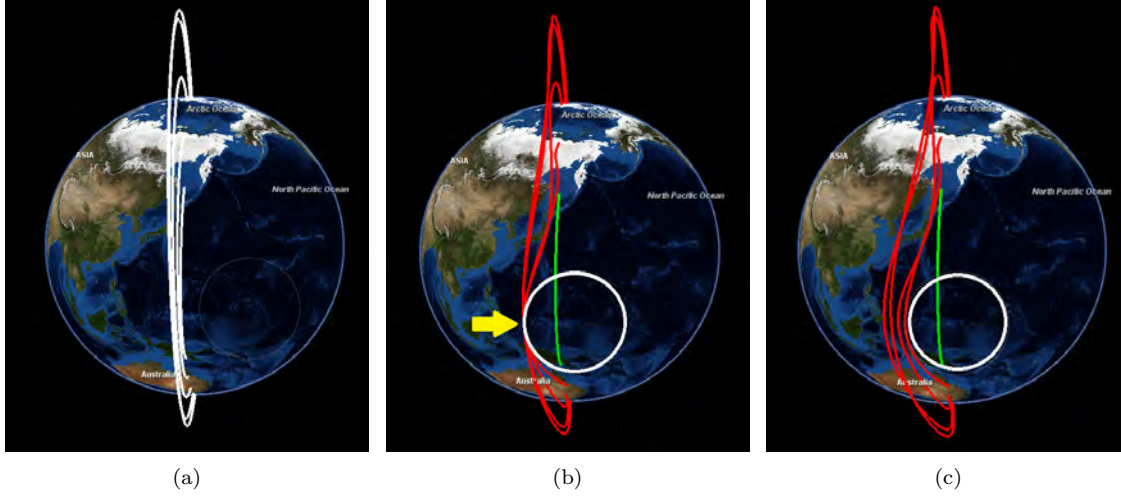 Arctic Ocean
ASIA
North Pacific Ocean
Australia
Arctic Ocean
ASIA
North Pacific Ocean
Australia
Arctic Ocean
ASIA
North Pacific Ocean
Australia
(a)
(b)
(c)